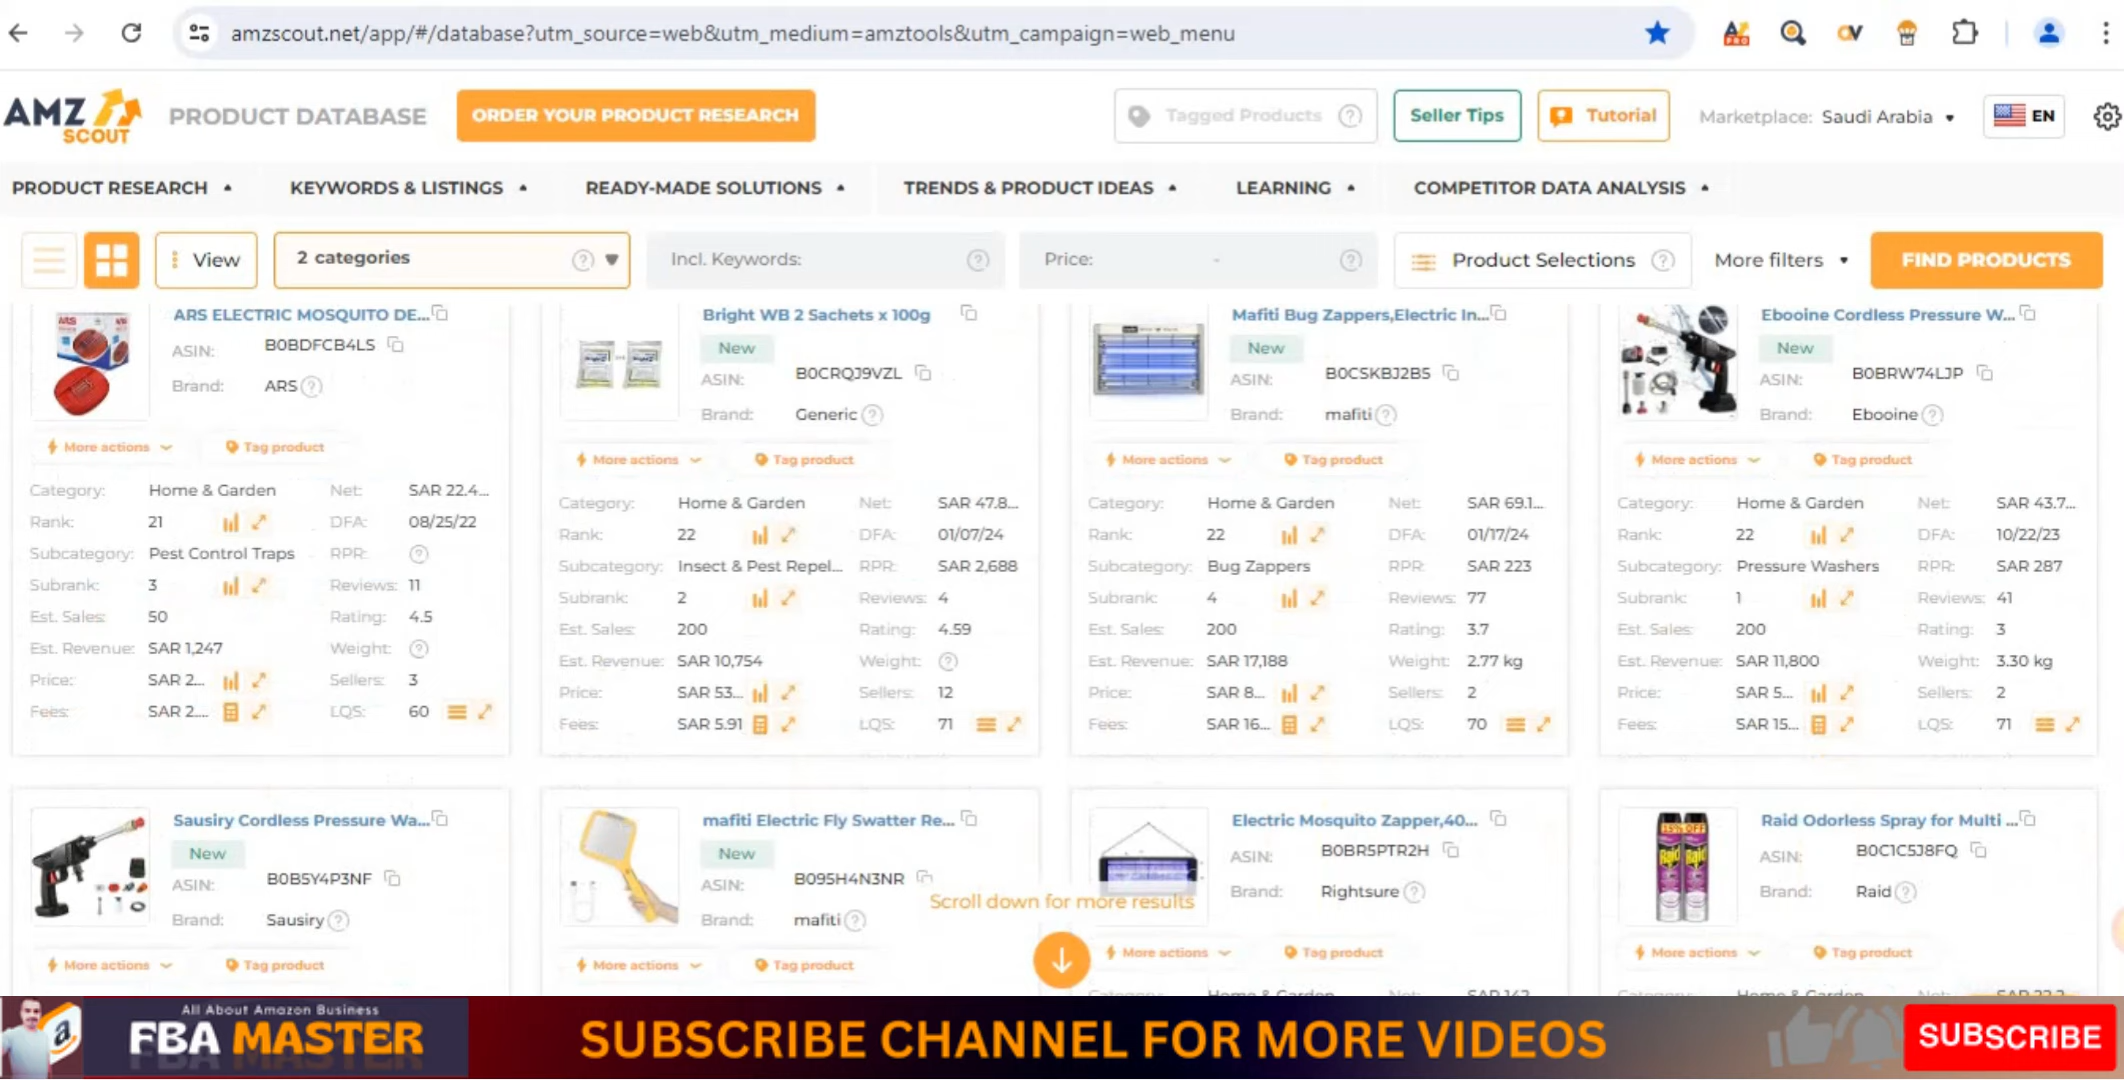 amzscout.net/app/#/database?utm_source=web&utm_medium=amztools&utm_campaign=web_menu
AMZ SCOUT
PRODUCT DATABASE
ORDER YOUR PRODUCT RESEARCH
Tagged Products
Seller Tips
Tutorial
Marketplace: Saudi Arabia
EN
PRODUCT RESEARCH KEYWORDS & LISTINGS READY-MADE SOLUTIONS TRENDS & PRODUCT IDEAS LEARNING COMPETITOR DATA ANALYSIS
View
2 categories
Incl. Keywords:
Price: -
Product Selections
More filters
FIND PRODUCTS
ARS ELECTRIC MOSQUITO DE...
ASIN: B0BDFCB4LS
Brand: ARS
More actions Tag product
Category: Home & Garden Net: SAR 22.4...
Rank: 21 DFA: 08/25/22
Subcategory: Pest Control Traps RPR:
Subrank: 3 Reviews: 11
Est. Sales: 50 Rating: 4.5
Est. Revenue: SAR 1,247 Weight:
Price: SAR 2... Sellers: 3
Fees: SAR 2.... LQS: 60
Bright WB 2 Sachets x 100g
New
ASIN: B0CRQJ9VZL
Brand: Generic
More actions Tag product
Category: Home & Garden Net: SAR 47.8...
Rank: 22 DFA: 01/07/24
Subcategory: Insect & Pest Repel... RPR: SAR 2,688
Subrank: 2 Reviews: 4
Est. Sales: 200 Rating: 4.59
Est. Revenue: SAR 10,754 Weight:
Price: SAR 53... Sellers: 12
Fees: SAR 5.91 LQS: 71
Mafiti Bug Zappers,Electric In...
New
ASIN: B0CSKBJ2B5
Brand: mafiti
More actions Tag product
Category: Home & Garden Net: SAR 69.1...
Rank: 22 DFA: 01/17/24
Subcategory: Bug Zappers RPR: SAR 223
Subrank: 4 Reviews: 77
Est. Sales: 200 Rating: 3.7
Est. Revenue: SAR 17,188 Weight: 2.77 kg
Price: SAR 8... Sellers: 2
Fees: SAR 16... LQS: 70
Ebooine Cordless Pressure W...
New
ASIN: B0BRW74LJP
Brand: Ebooine
More actions Tag product
Category: Home & Garden Net: SAR 43.7...
Rank: 22 DFA: 10/22/23
Subcategory: Pressure Washers RPR: SAR 287
Subrank: 1 Reviews: 41
Est. Sales: 200 Rating: 3
Est. Revenue: SAR 11,800 Weight: 3.30 kg
Price: SAR 5... Sellers: 2
Fees: SAR 15... LQS: 71
Sausiry Cordless Pressure Wa...
New
ASIN: B0B5Y4P3NF
Brand: Sausiry
More actions Tag product
mafiti Electric Fly Swatter Re...
New
ASIN: B095H4N3NR
Brand: mafiti
More actions Tag product
Scroll down for more results
Electric Mosquito Zapper,40...
ASIN: B0BR5PTR2H
Brand: Rightsure
More actions Tag product
Raid Odorless Spray for Multi ...
ASIN: B0C1C5J8FQ
Brand: Raid
More actions Tag product
All About Amazon Business
FBA MASTER
SUBSCRIBE CHANNEL FOR MORE VIDEOS
SUBSCRIBE